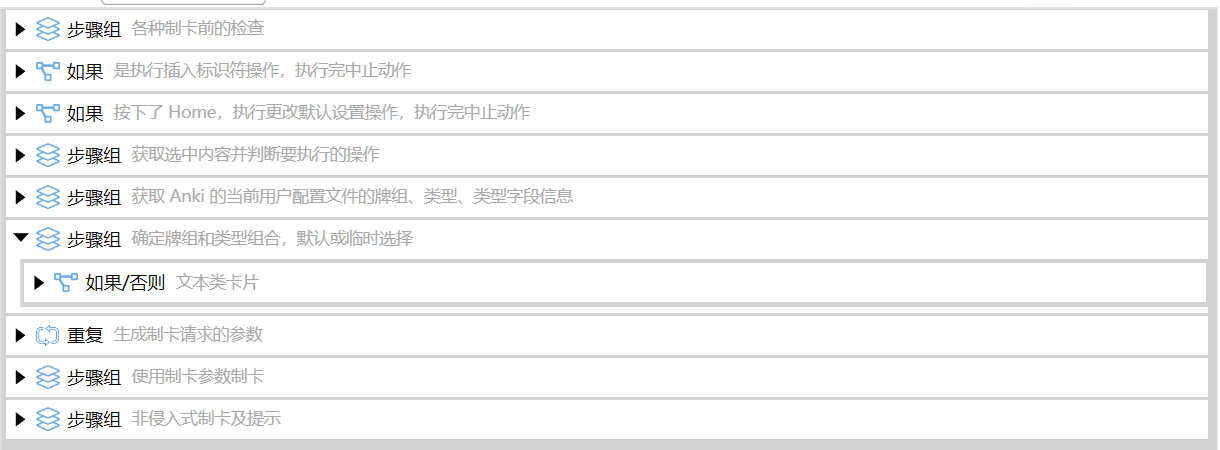 步骤组 各种制卡前的检查
如果 是执行插入标识符操作，执行完中止动作
如果 按下了 Home，执行更改默认设置操作，执行完中止动作
步骤组 获取选中内容并判断要执行的操作
步骤组 获取 Anki 的当前用户配置文件的牌组、类型、类型字段信息
步骤组 确定牌组和类型组合，默认或临时选择
如果/否则 文本类卡片
重复 生成制卡请求的参数
步骤组 使用制卡参数制卡
步骤组 非侵入式制卡及提示